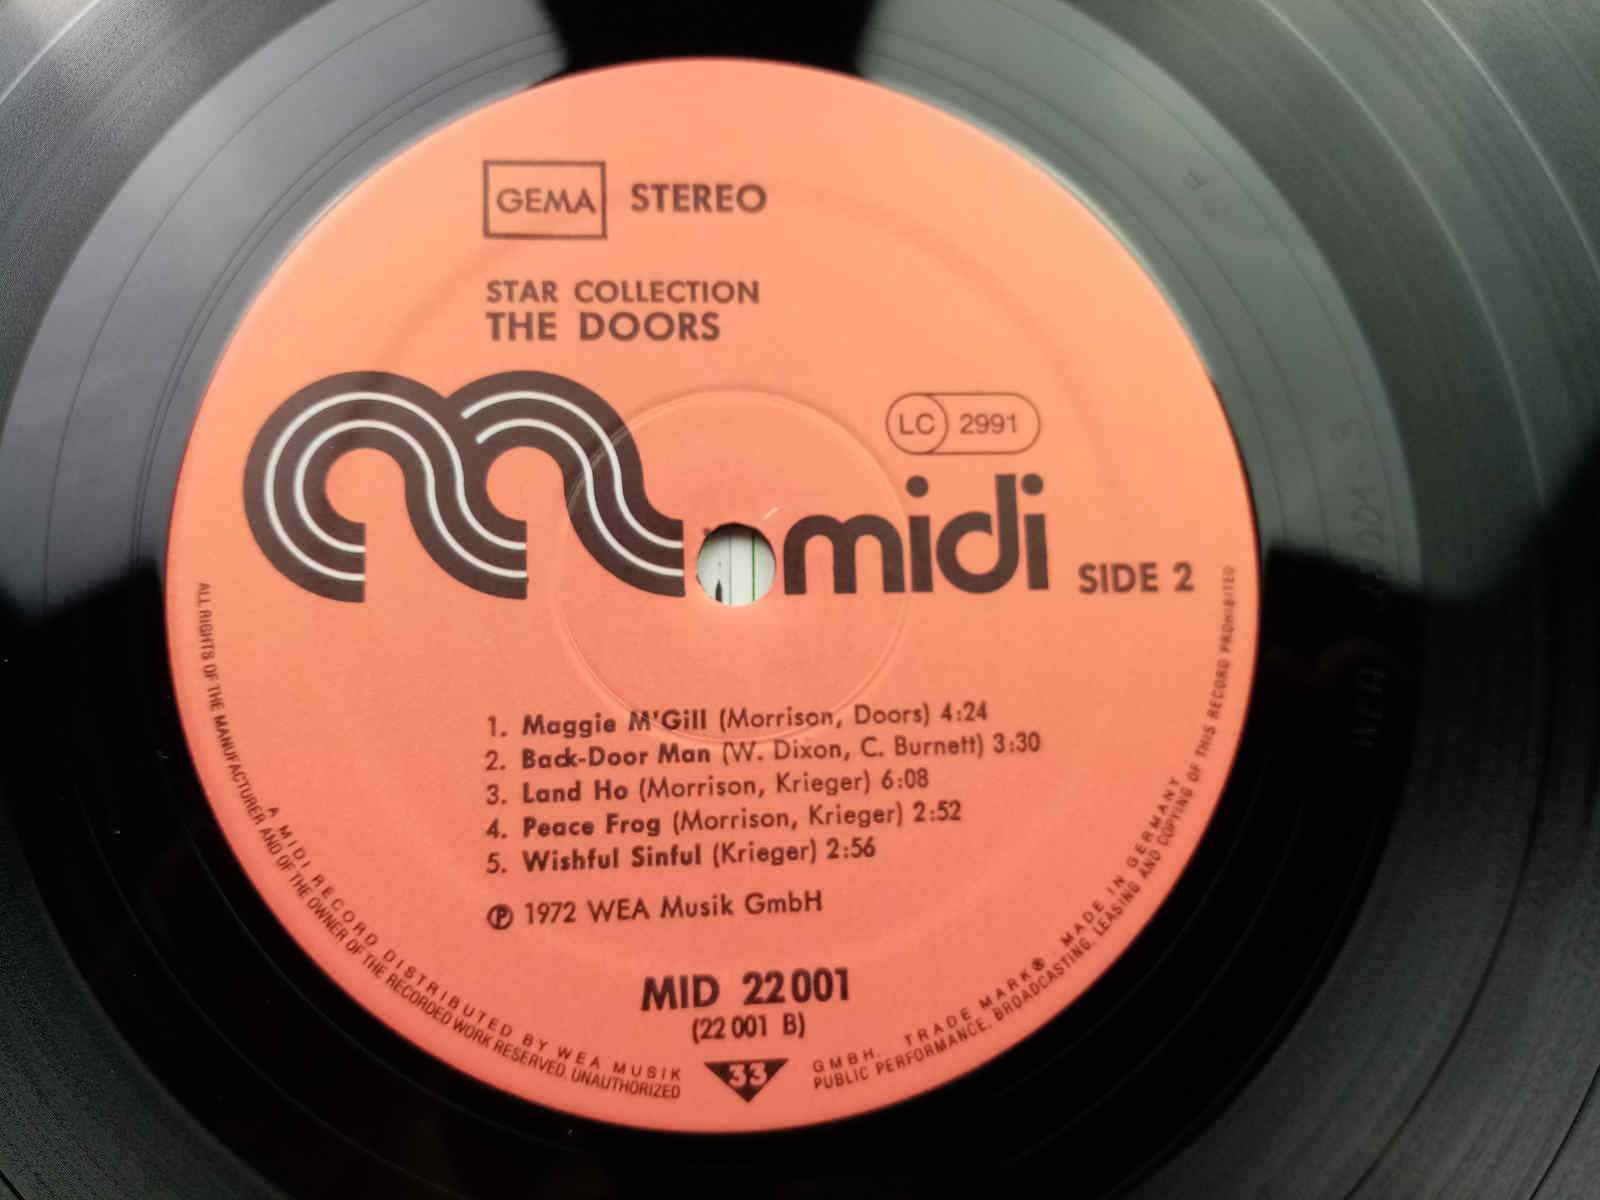 GEMA STEREO
STAR COLLECTION
THE DOORS
LC 2991
midi
SIDE 2
1. Maggie M'Gill (Morrison, Doors) 4:24
2. Back-Door Man (W. Dixon, C. Burnett) 3:30
3. Land Ho (Morrison, Krieger) 6:08
4. Peace Frog (Morrison, Krieger) 2:52
5. Wishful Sinful (Krieger) 2:56
℗ 1972 WEA Musik GmbH
MID 22 001
(22 001 B)
33
A MIDI RECORD DISTRIBUTED BY WEA MUSIK GMBH. TRADE MARK® MADE IN GERMANY
ALL RIGHTS OF THE MANUFACTURER AND OF THE OWNER OF THE RECORDED WORK RESERVED. UNAUTHORIZED PUBLIC PERFORMANCE, BROADCASTING, LEASING AND COPYING OF THIS RECORD PROHIBITED